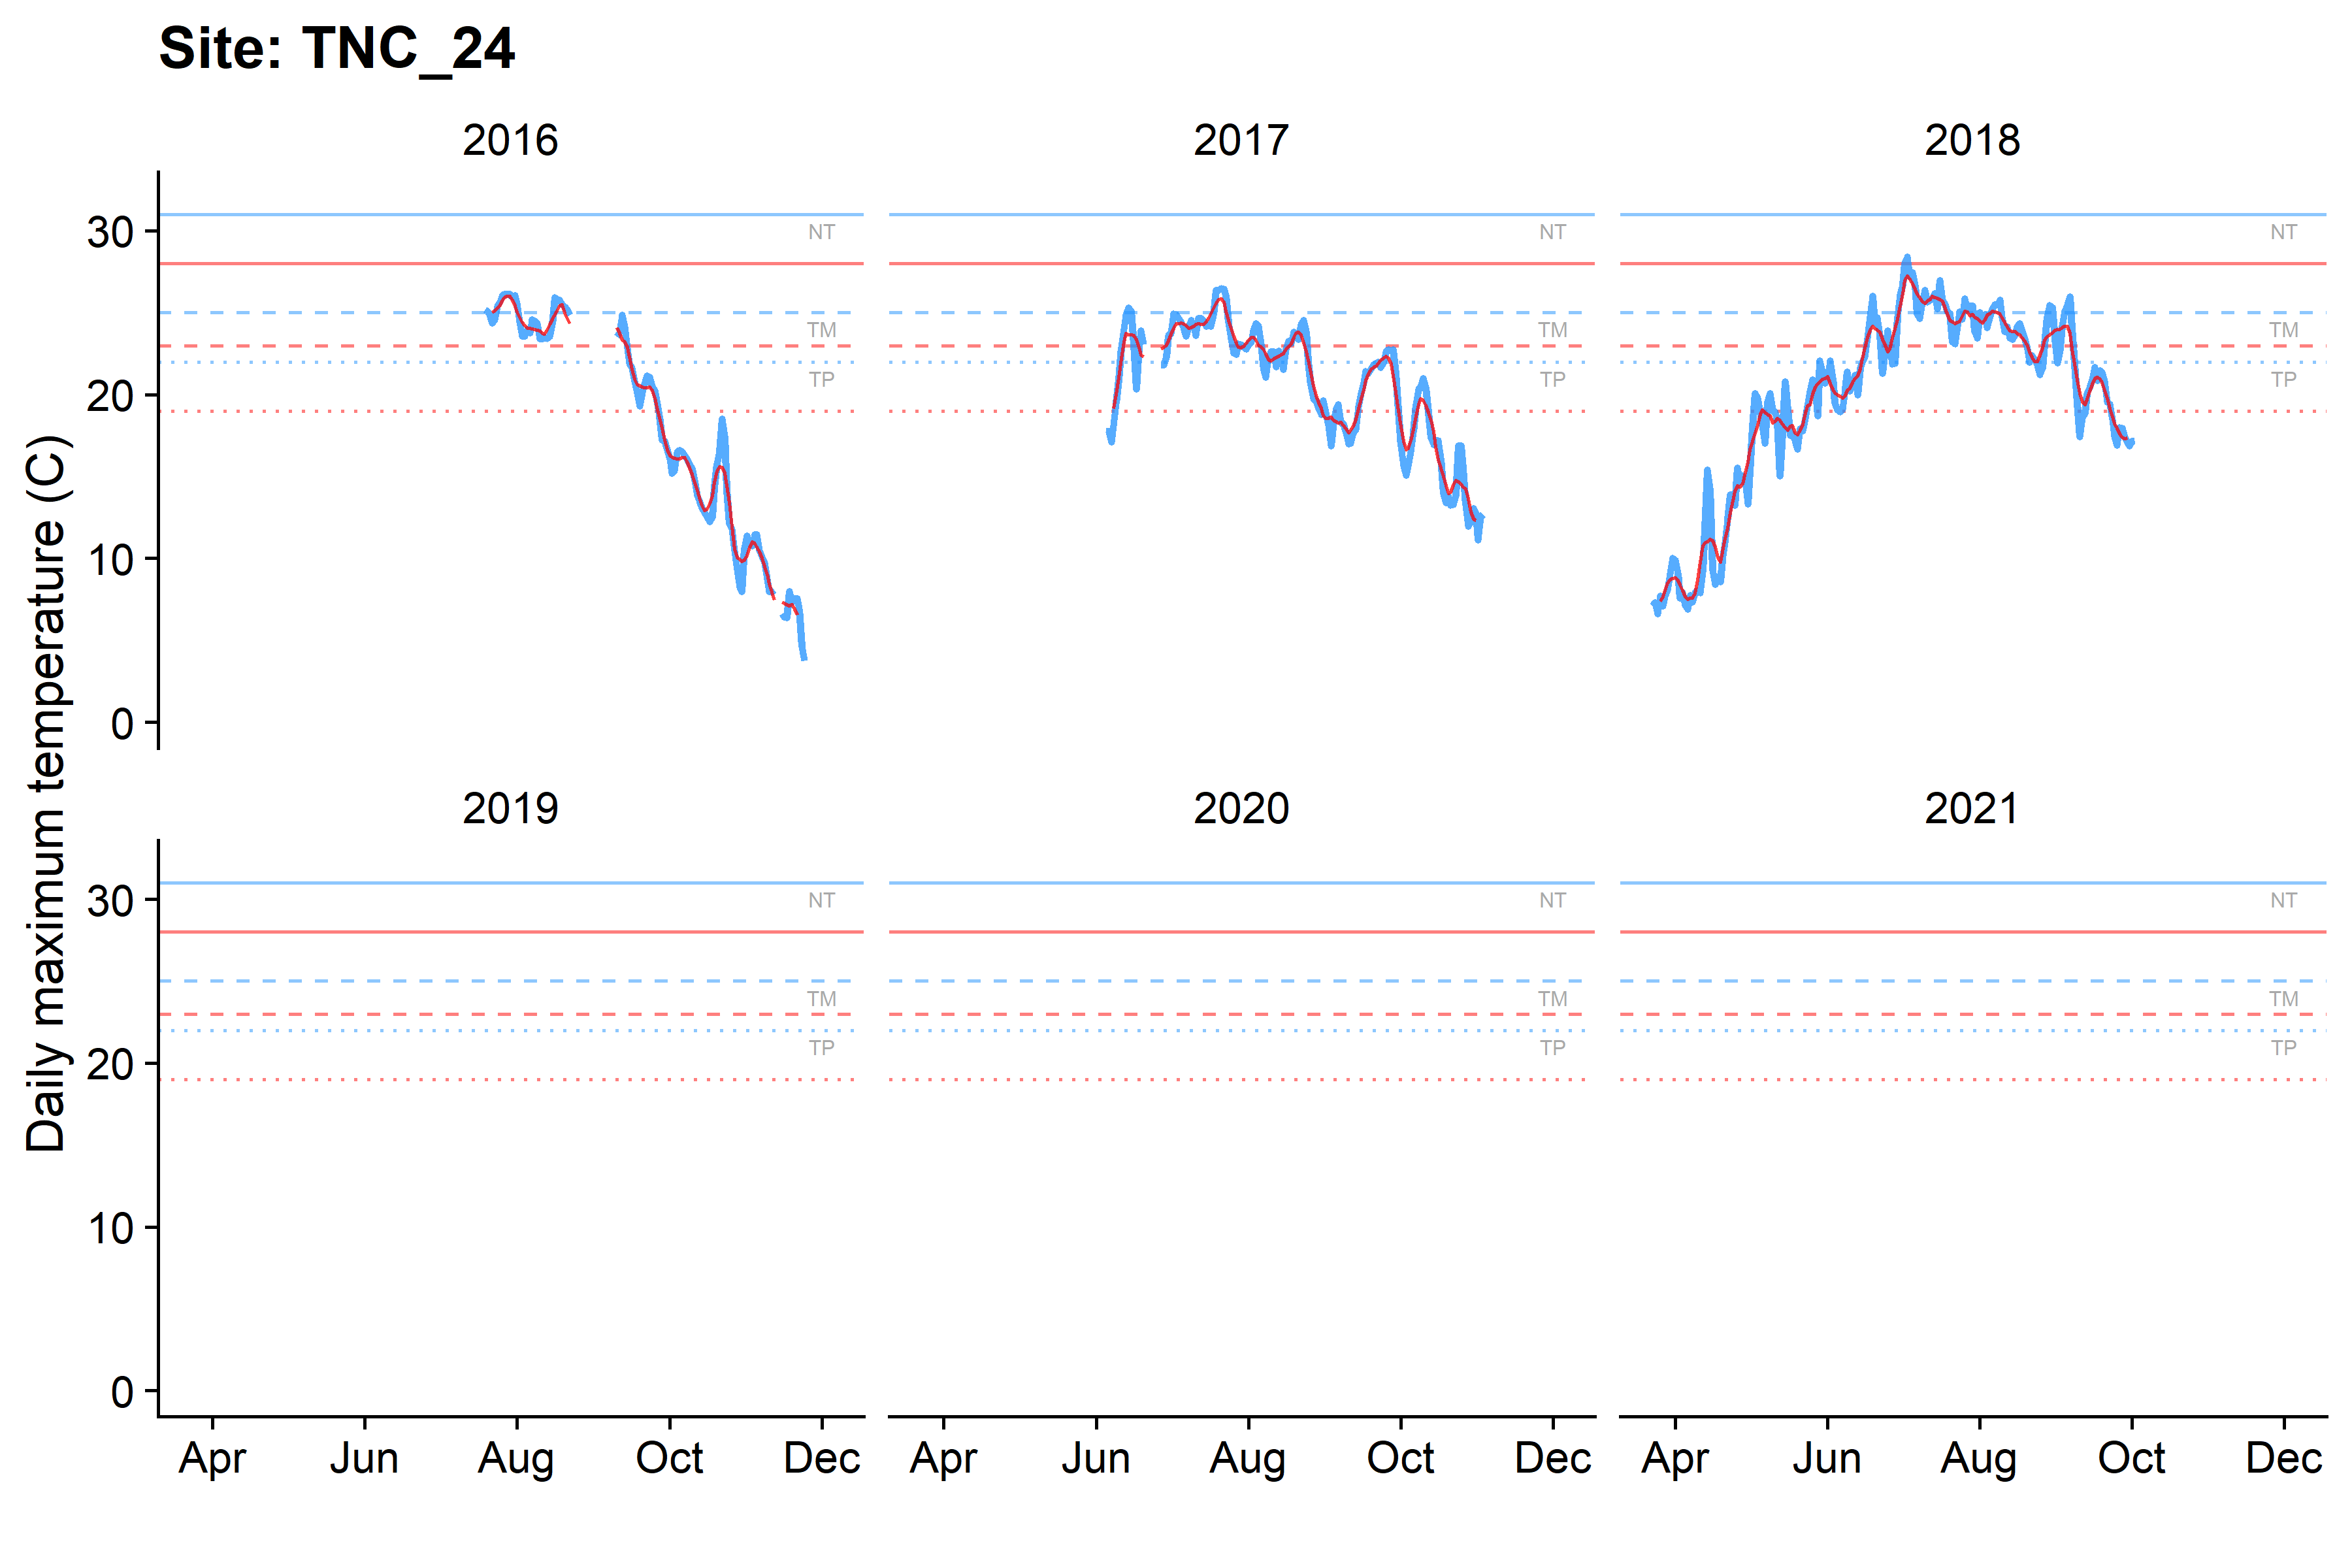 Site: TNC_24
2016 2017 2018
Daily maximum temperature (C)
30
20
10
0
NT
TM
TP
NT
TM
TP
NT
TM
TP
2019 2020 2021
30
20
10
0
NT
TM
TP
NT
TM
TP
NT
TM
TP
Apr Jun Aug Oct Dec Apr Jun Aug Oct Dec Apr Jun Aug Oct Dec